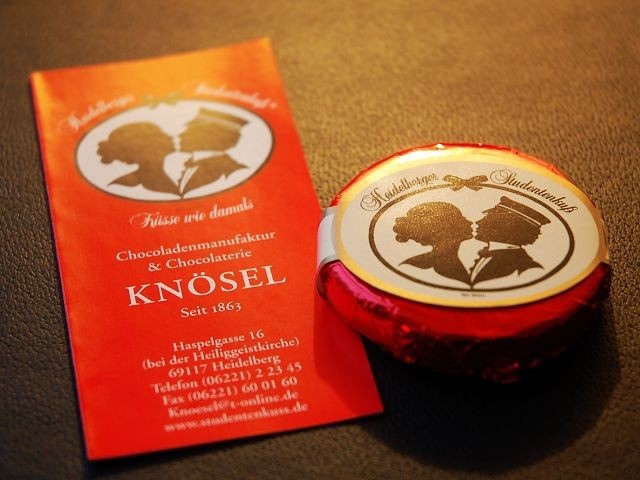 Heidelberger Studentenkuß
Küsse wie damals
Chocoladenmanufaktur
& Chocolaterie
KNÖSEL
Seit 1863
Haspelgasse 16
(bei der Heiliggeistkirche)
69117 Heidelberg
Telefon (06221) 2 23 45
Fax (06221) 60 01 60
Knoesel@t-online.de
www.studentenkuss.de
Heidelberger Studentenkuß